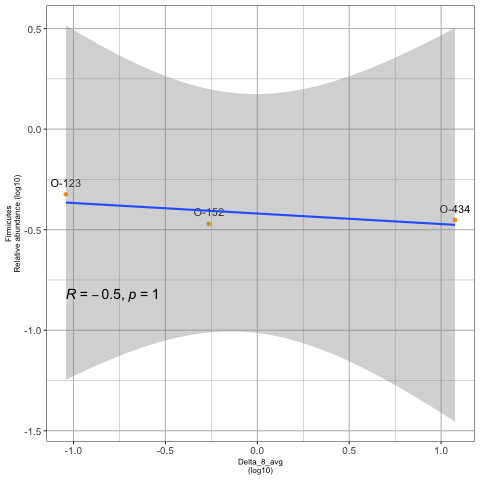 0.5
0.0
-0.5
-1.0
-1.5
Firmicutes
Relative abundance (log10)
O-123
O-152
O-434
R = – 0.5, p = 1
-1.0
-0.5
0.0
0.5
1.0
Delta_8_avg
(log10)